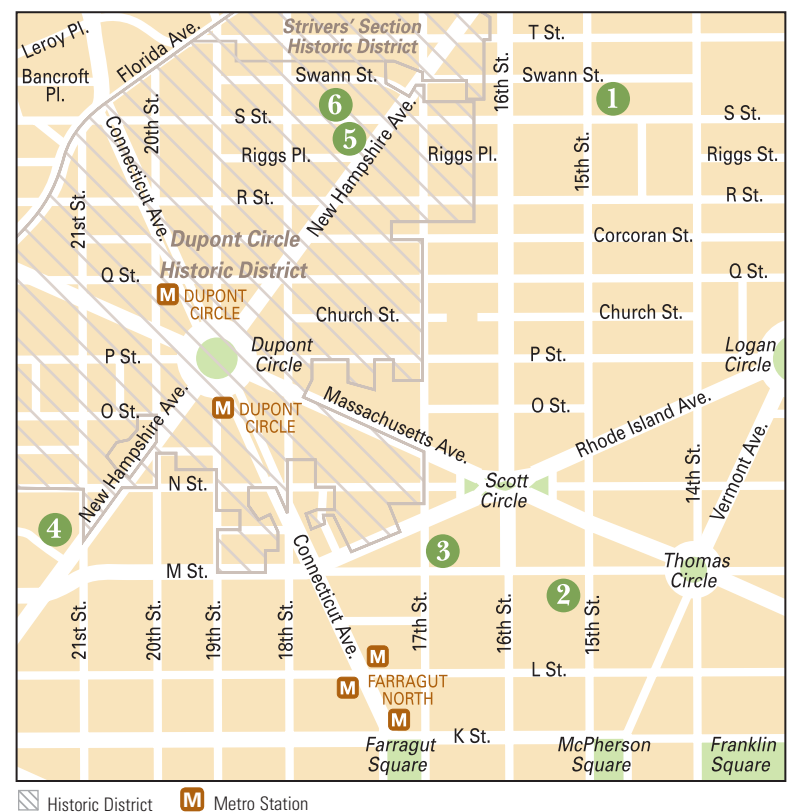 Leroy Pl.
Florida Ave.
Strivers' Section
Historic District
T St.
Bancroft
Pl.
Swann St.
16th St.
Swann St.
6
1
20th St.
S St.
5
S St.
Connecticut Ave.
New Hampshire Ave.
Riggs Pl.
Riggs Pl.
15th St.
Riggs St.
21st St.
R St.
R St.
Dupont Circle
Historic District
Corcoran St.
Q St.
Q St.
M
DUPONT
CIRCLE
Church St.
Church St.
P St.
Dupont
Circle
P St.
Logan
Circle
O St.
M
DUPONT
CIRCLE
Massachusetts Ave.
O St.
Rhode Island Ave.
New Hampshire Ave.
N St.
Scott
Circle
14th St.
Vermont Ave.
4
3
Connecticut Ave.
M St.
Thomas
Circle
2
21st St.
20th St.
19th St.
18th St.
17th St.
16th St.
15th St.
M
M
FARRAGUT
NORTH
M
L St.
K St.
Farragut
Square
McPherson
Square
Franklin
Square
Historic District
M
Metro Station